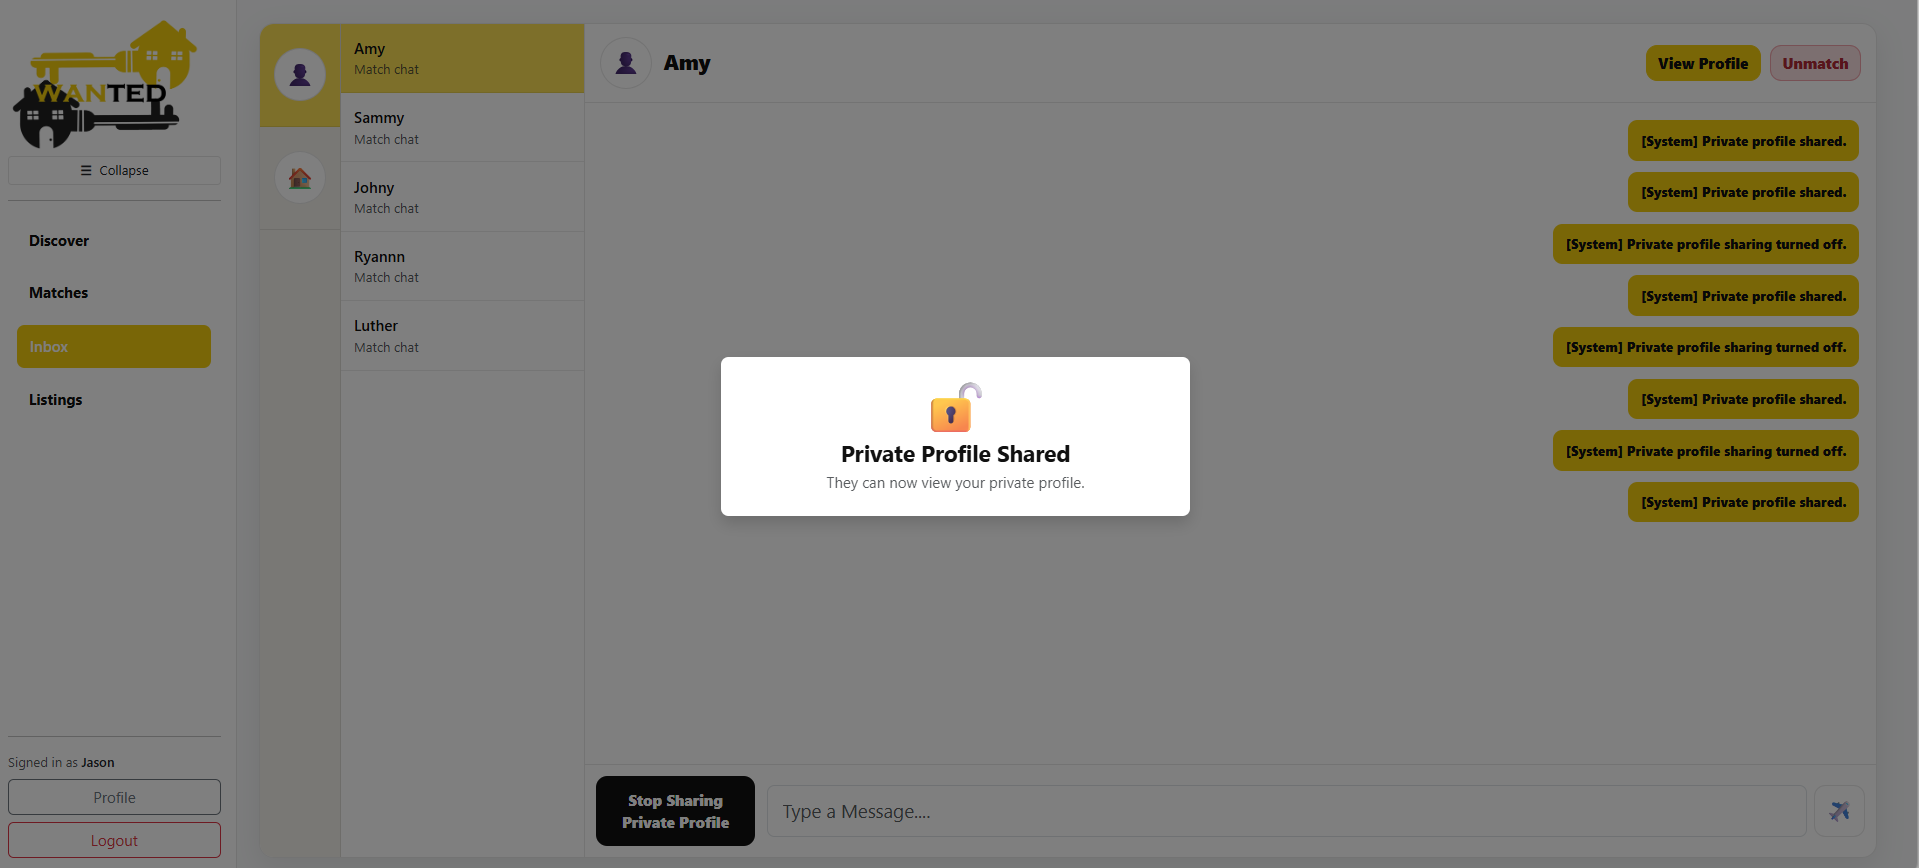 WANTED
☰ Collapse
Discover
Matches
Inbox
Listings
Signed in as Jason
Profile
Logout
Amy
Match chat
Sammy
Match chat
Johny
Match chat
Ryannn
Match chat
Luther
Match chat
Amy
View Profile
Unmatch
[System] Private profile shared.
[System] Private profile shared.
[System] Private profile sharing turned off.
[System] Private profile shared.
[System] Private profile sharing turned off.
[System] Private profile shared.
[System] Private profile sharing turned off.
[System] Private profile shared.
Private Profile Shared
They can now view your private profile.
Stop Sharing
Private Profile
Type a Message....